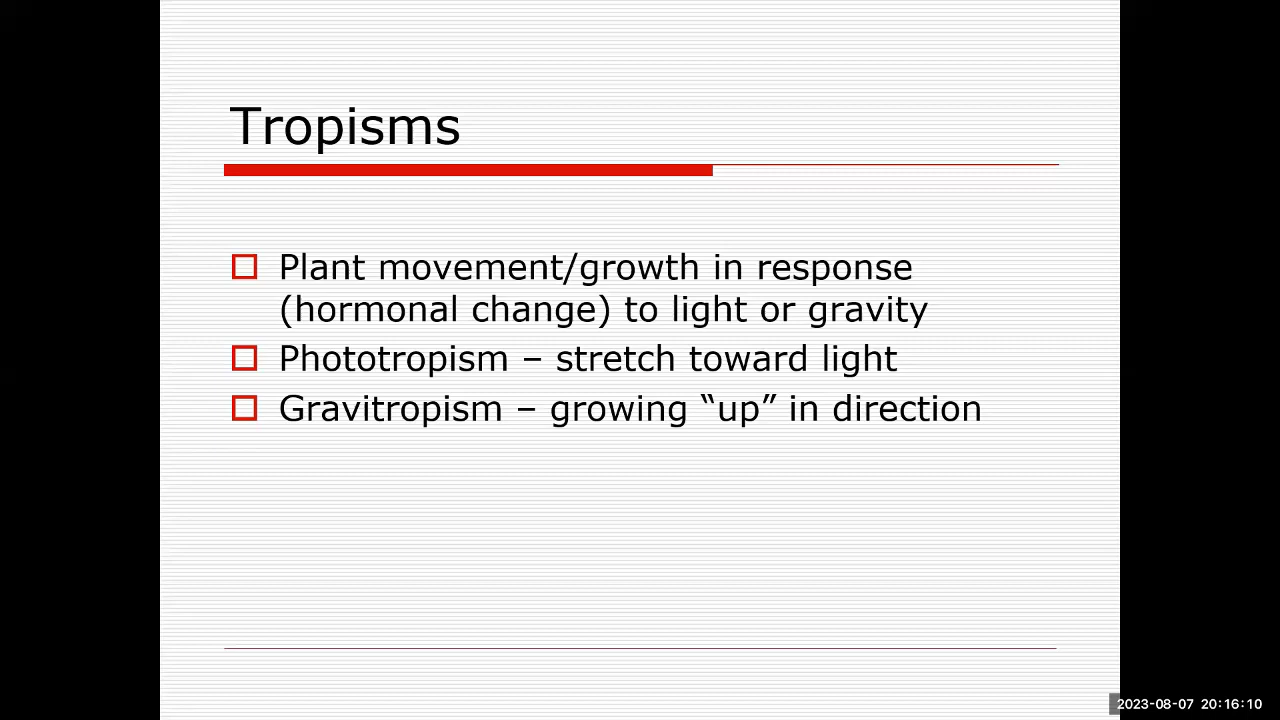 Tropisms
Plant movement/growth in response
(hormonal change) to light or gravity
Phototropism – stretch toward light
Gravitropism – growing “up” in direction
2023-08-07 20:16:10